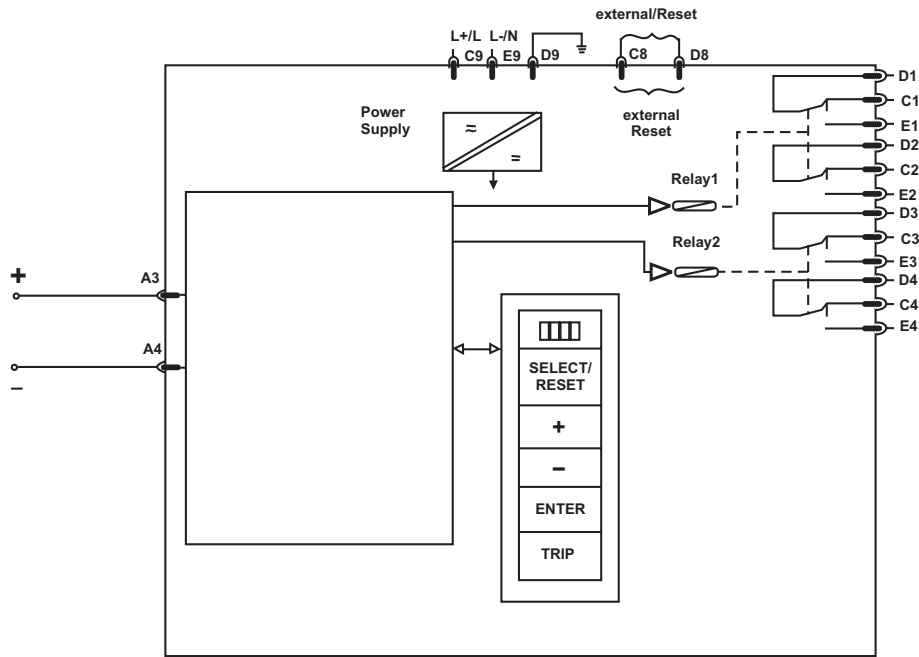 external/Reset
L+/L L-/N
C9 E9 D9 C8 D8
external
Reset
Power
Supply
≈
=
D1
C1
E1
D2
C2
E2
D3
C3
E3
D4
C4
E4
Relay1
Relay2
+
A3
A4
–
SELECT/
RESET
+
–
ENTER
TRIP